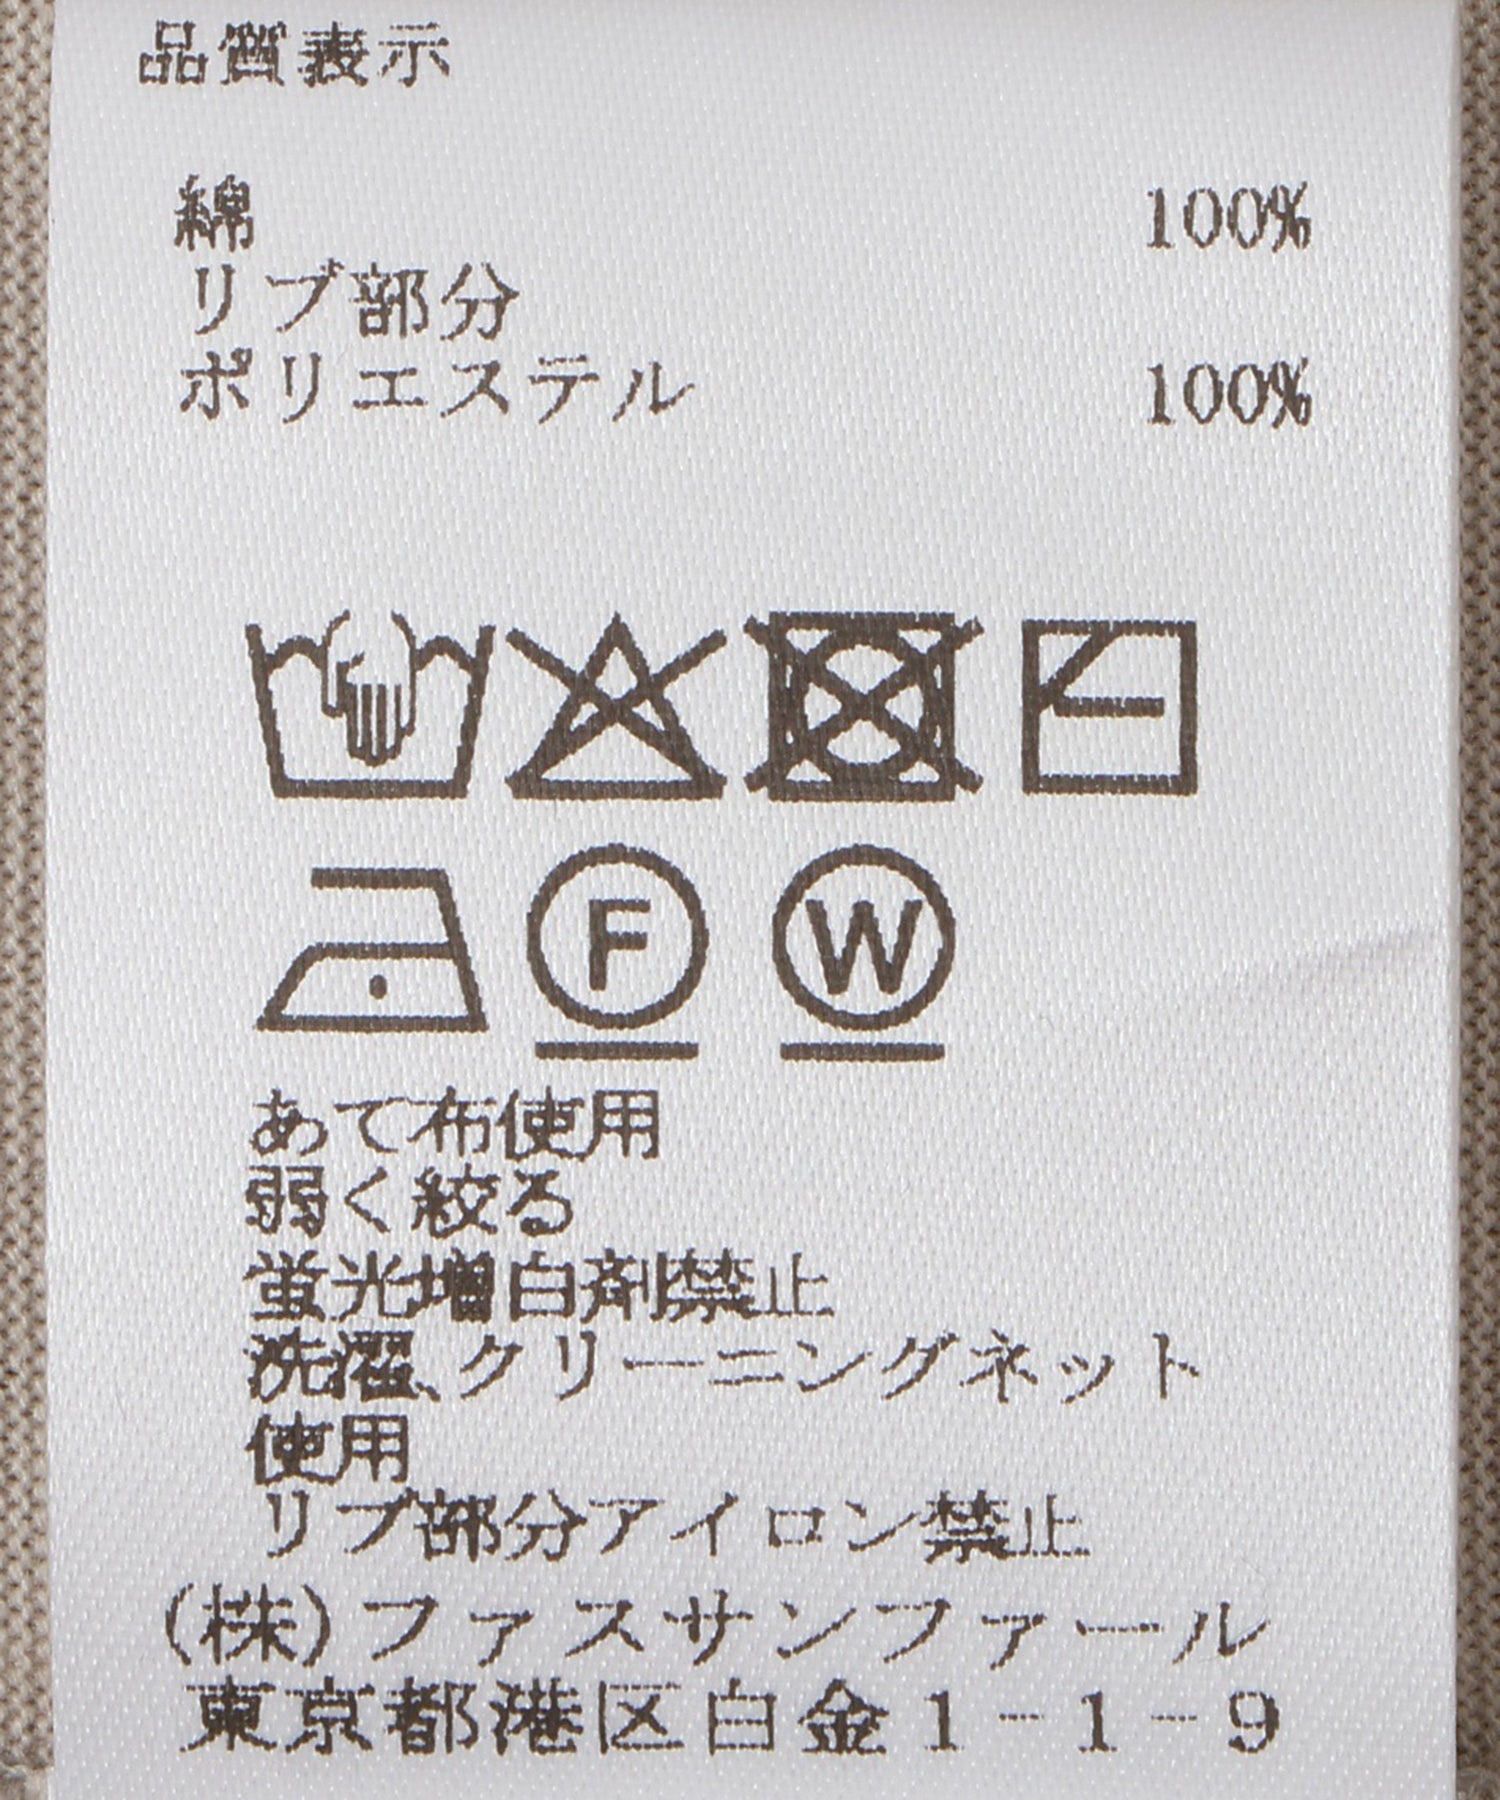 品質表示
綿 100%
リブ部分
ポリエステル 100%
F W
あて布使用
弱く絞る
蛍光増白剤禁止
洗濯、クリーニングネット
使用
リブ部分アイロン禁止
(株)ファスサンファール
東京都港区白金1-1-9